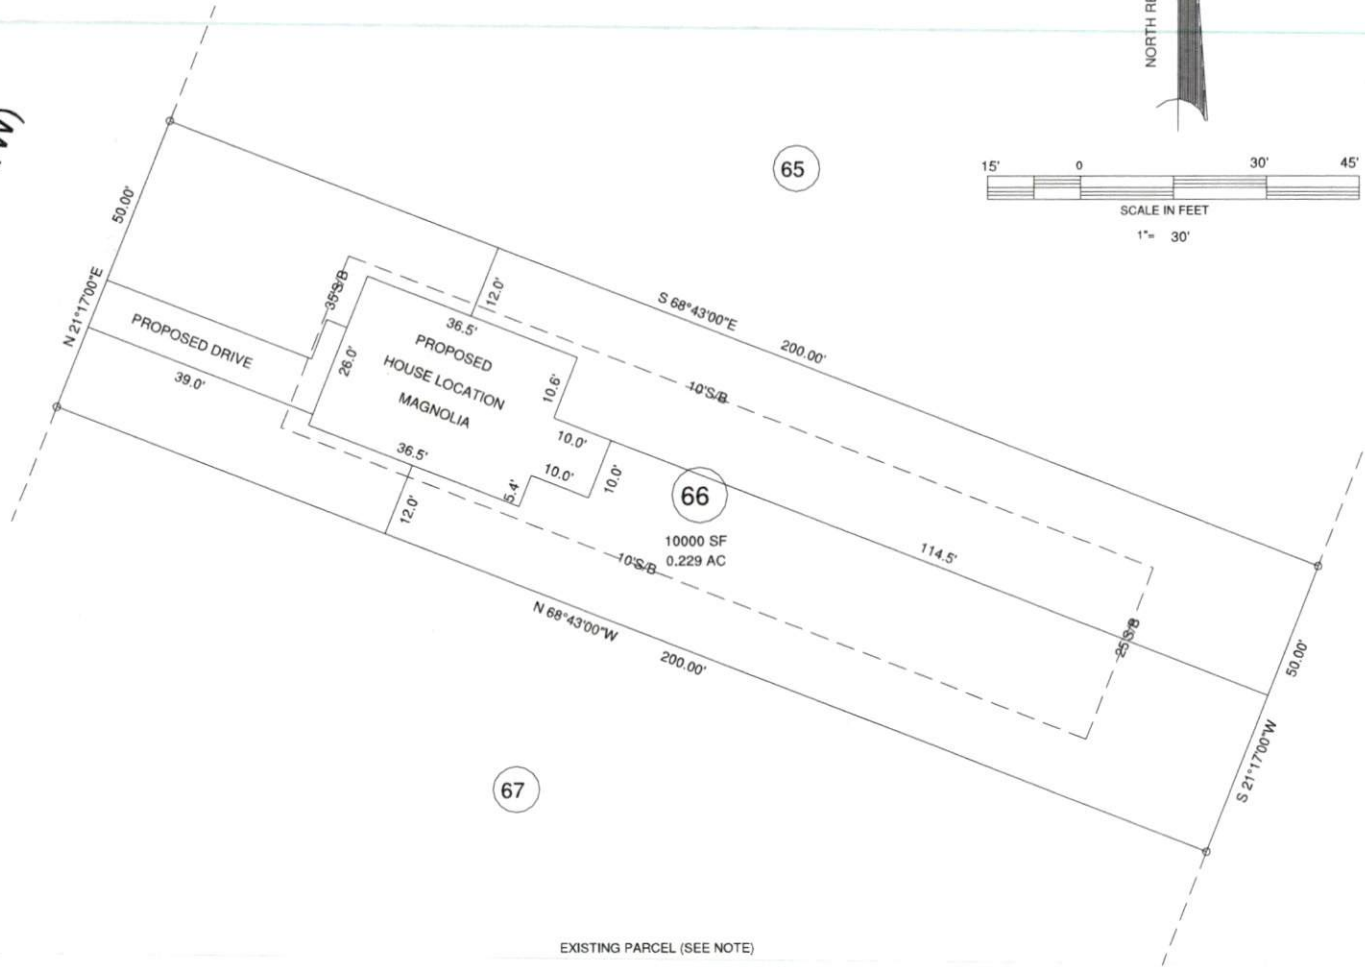 NORTH
15' 0 30' 45'
SCALE IN FEET
1"= 30'
65
50.00'
N 21°17'00"E
35'S/B
12.0'
S 68°43'00"E
200.00'
PROPOSED DRIVE
39.0'
26.0'
36.5'
PROPOSED
HOUSE LOCATION
MAGNOLIA
10.6'
10.0'
10'S/B
36.5'
5.4'
10.0'
10.0'
12.0'
66
10000 SF
0.229 AC
10'S/B
114.5'
25'S/B
50.00'
N 68°43'00"W
200.00'
S 21°17'00"W
67
EXISTING PARCEL (SEE NOTE)